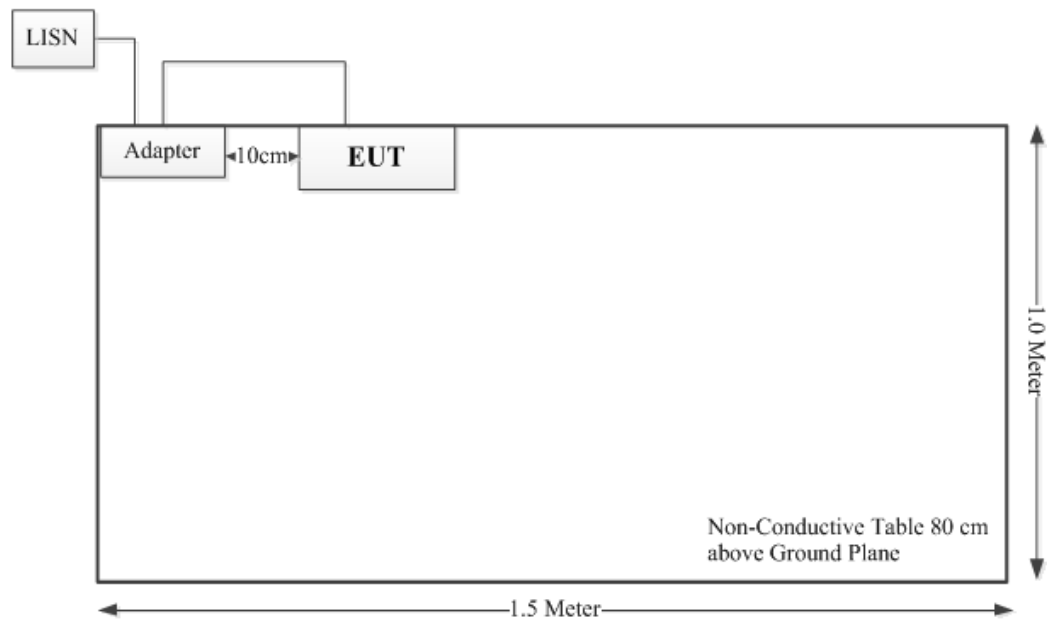 LISN
Adapter
10cm
EUT
1.0 Meter
Non-Conductive Table 80 cm
above Ground Plane
1.5 Meter